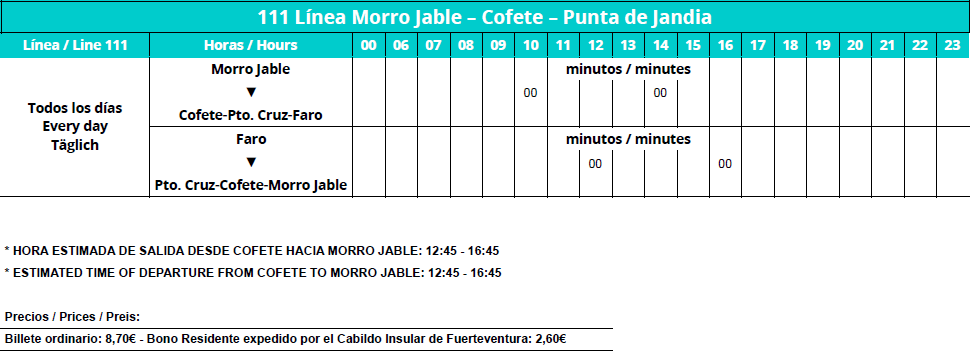 111 Línea Morro Jable – Cofete – Punta de Jandia
Línea / Line 111 Horas / Hours 00 06 07 08 09 10 11 12 13 14 15 16 17 18 19 20 21 22 23
Todos los días
Every day
Täglich
Morro Jable minutos / minutes
▼ 00 00
Cofete-Pto. Cruz-Faro
Faro minutos / minutes
▼ 00 00
Pto. Cruz-Cofete-Morro Jable
* HORA ESTIMADA DE SALIDA DESDE COFETE HACIA MORRO JABLE: 12:45 - 16:45
* ESTIMATED TIME OF DEPARTURE FROM COFETE TO MORRO JABLE: 12:45 - 16:45
Precios / Prices / Preis:
Billete ordinario: 8,70€ - Bono Residente expedido por el Cabildo Insular de Fuerteventura: 2,60€